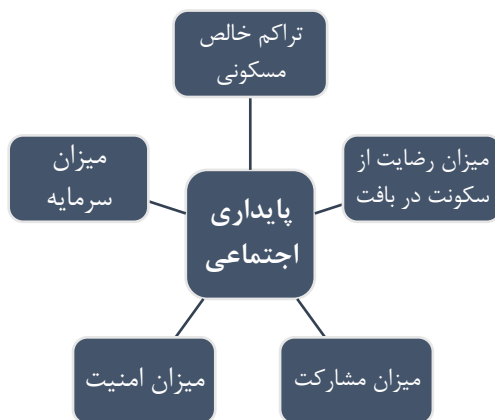 تراکم خالص
مسکونی
میزان رضایت از
سکونت در بافت
میزان
سرمایه
پایداری
اجتماعی
میزان مشارکت
میزان امنیت